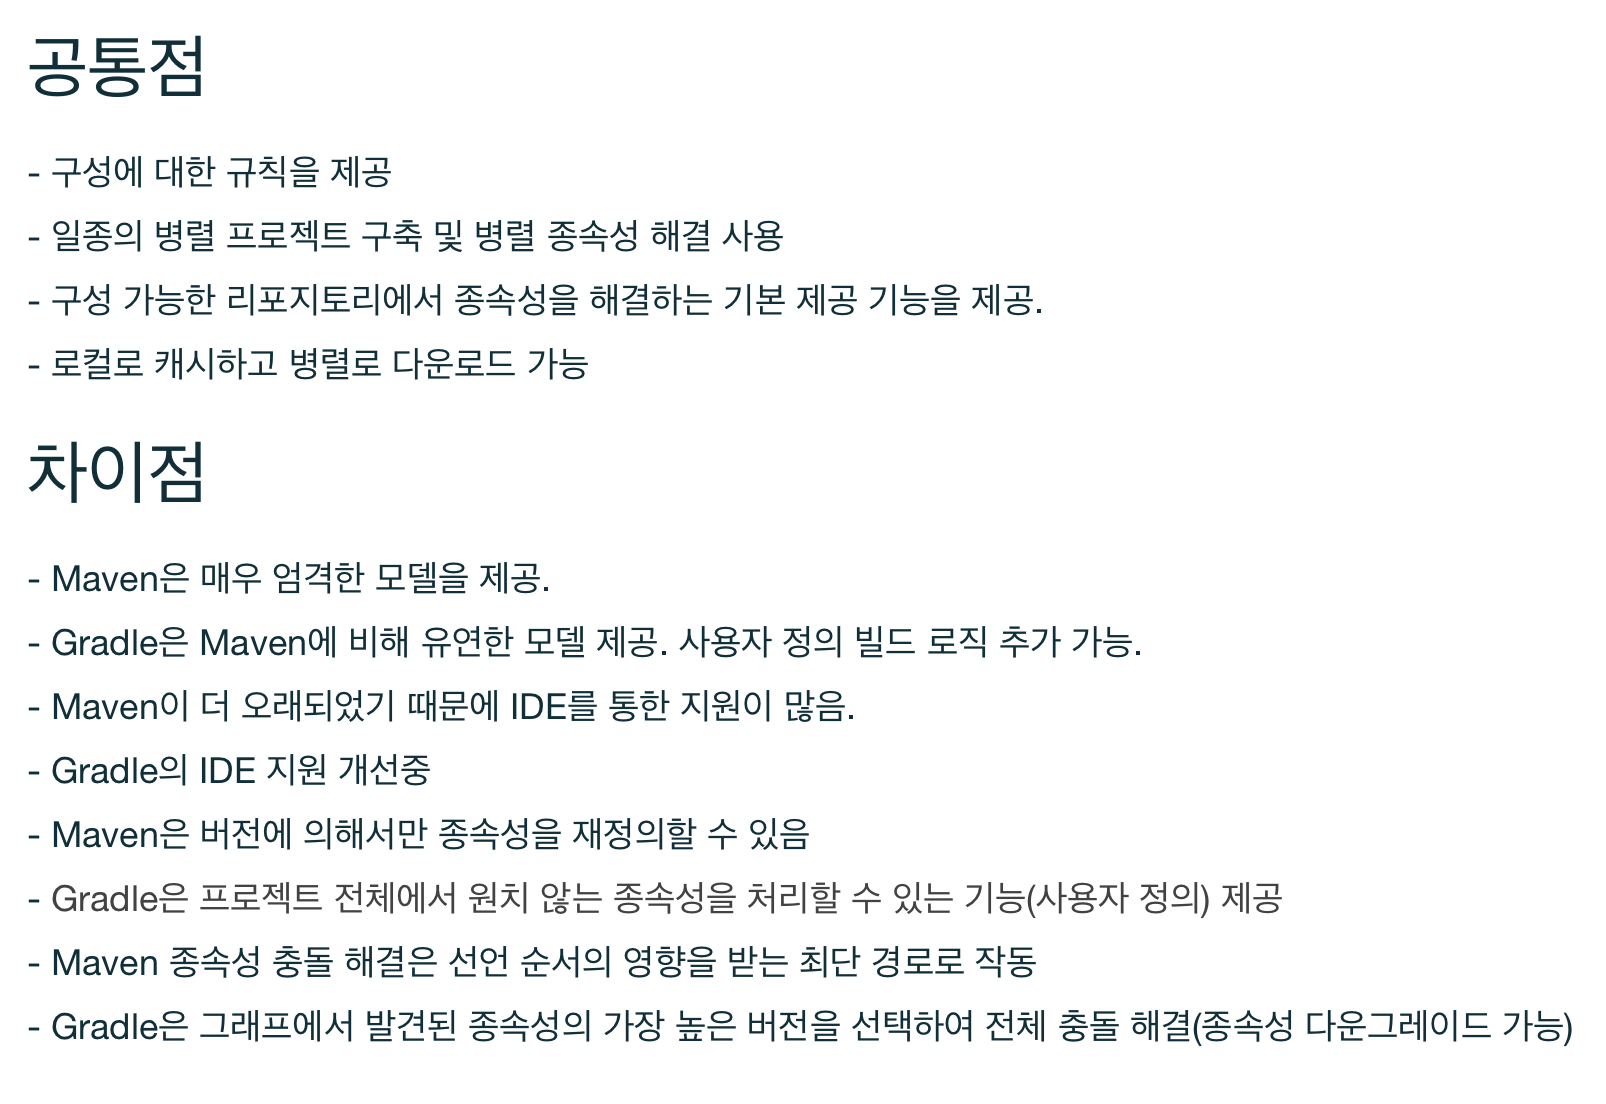 공통점
- 구성에 대한 규칙을 제공
- 일종의 병렬 프로젝트 구축 및 병렬 종속성 해결 사용
- 구성 가능한 리포지토리에서 종속성을 해결하는 기본 제공 기능을 제공.
- 로컬로 캐시하고 병렬로 다운로드 가능
차이점
- Maven은 매우 엄격한 모델을 제공.
- Gradle은 Maven에 비해 유연한 모델 제공. 사용자 정의 빌드 로직 추가 가능.
- Maven이 더 오래되었기 때문에 IDE를 통한 지원이 많음.
- Gradle의 IDE 지원 개선중
- Maven은 버전에 의해서만 종속성을 재정의할 수 있음
- Gradle은 프로젝트 전체에서 원치 않는 종속성을 처리할 수 있는 기능(사용자 정의) 제공
- Maven 종속성 충돌 해결은 선언 순서의 영향을 받는 최단 경로로 작동
- Gradle은 그래프에서 발견된 종속성의 가장 높은 버전을 선택하여 전체 충돌 해결(종속성 다운그레이드 가능)